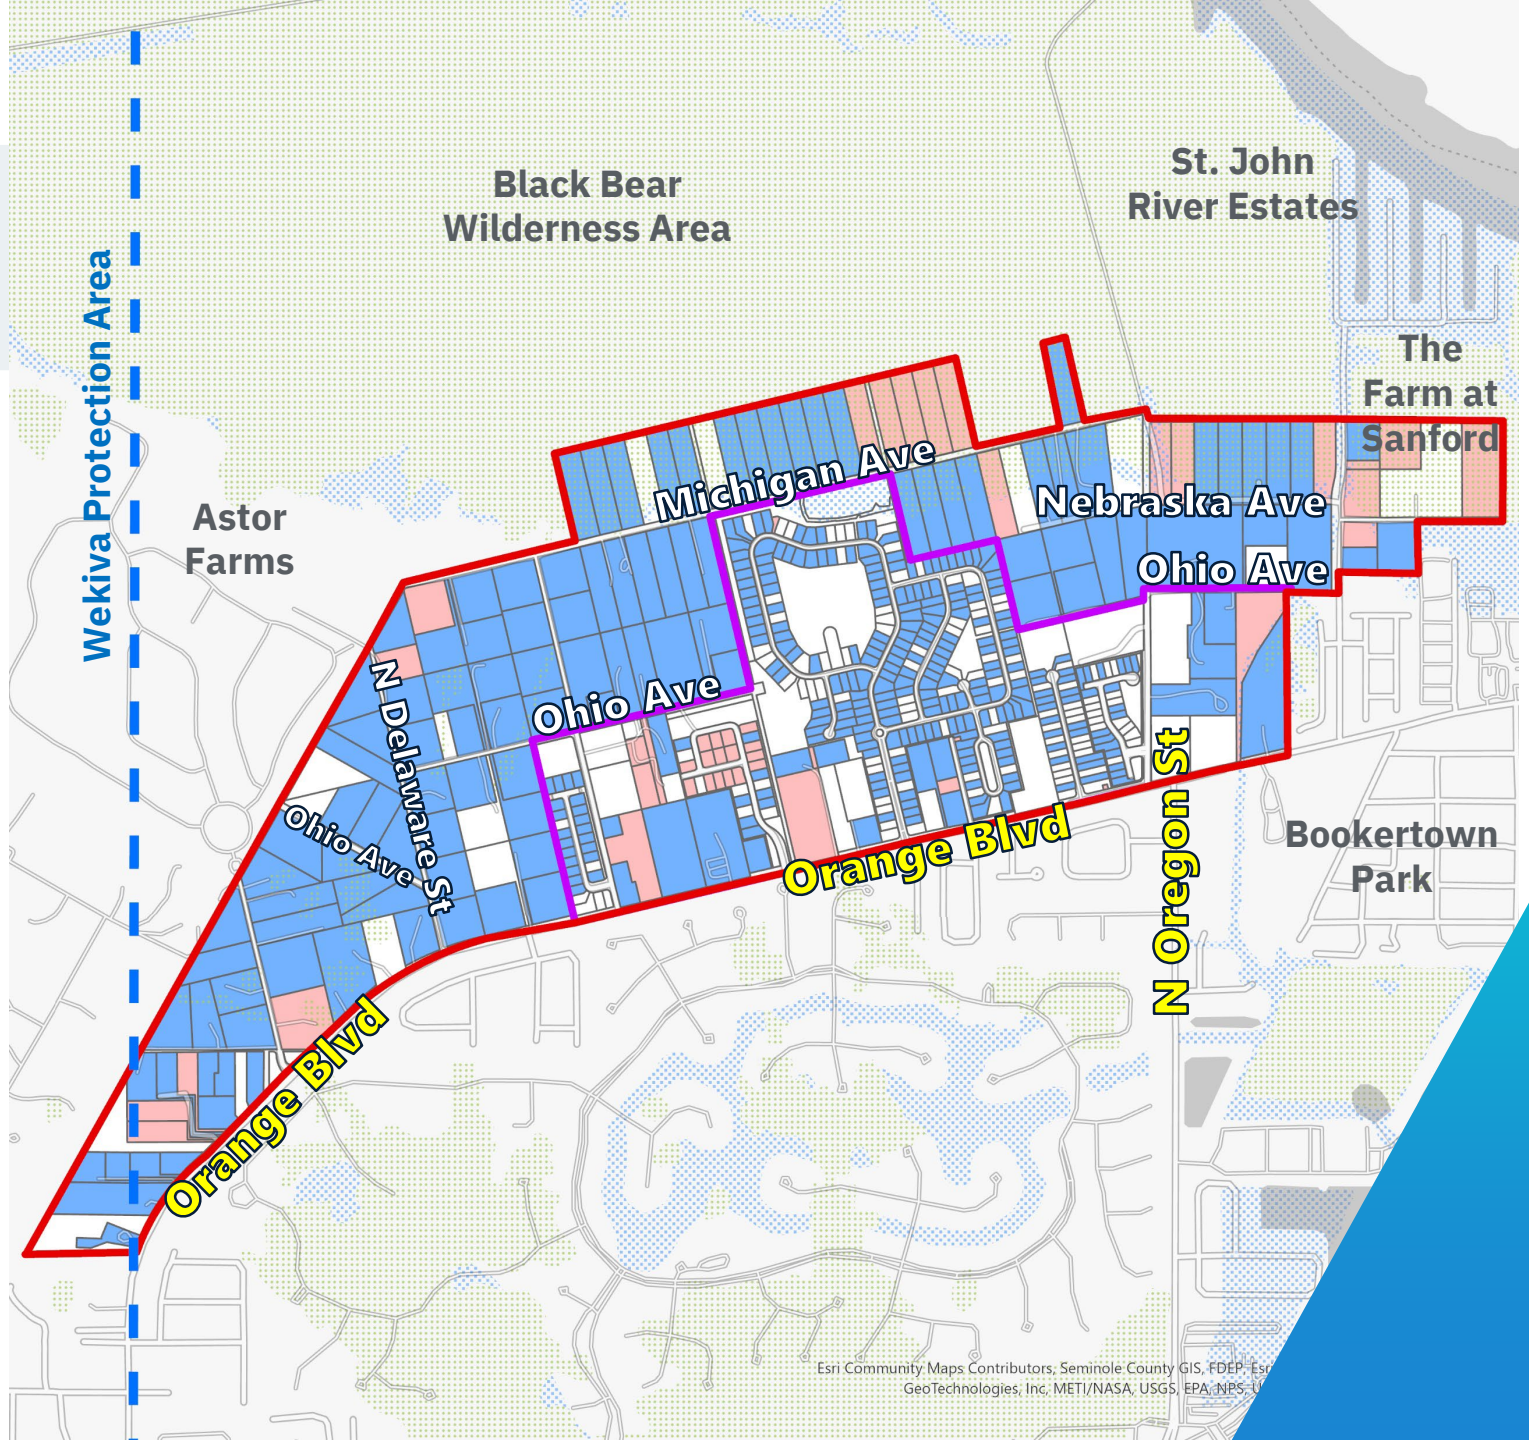 Black Bear
Wilderness Area
St. John
River Estates
Wekiva Protection Area
The
Farm at
Sanford
Astor
Farms
Michigan Ave
Nebraska Ave
Ohio Ave
Ohio Ave
N Delaware St
Ohio Ave
Orange Blvd
N Oregon St
Bookertown
Park
Orange Blvd
Esri Community Maps Contributors, Seminole County GIS, FDEP,
GeoTechnologies, Inc, METI/NASA, USGS, EPA, NPS,